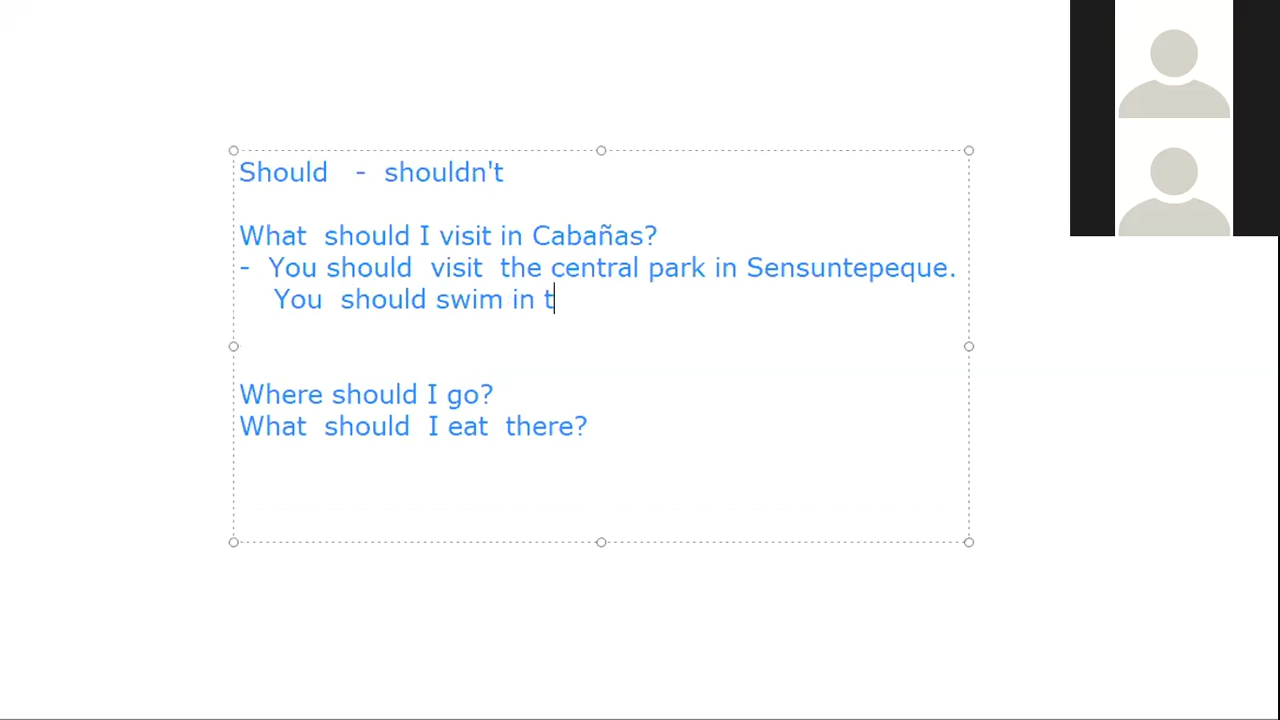 Should - shouldn't
What should I visit in Cabañas?
- You should visit the central park in Sensuntepeque.
You should swim in t
Where should I go?
What should I eat there?